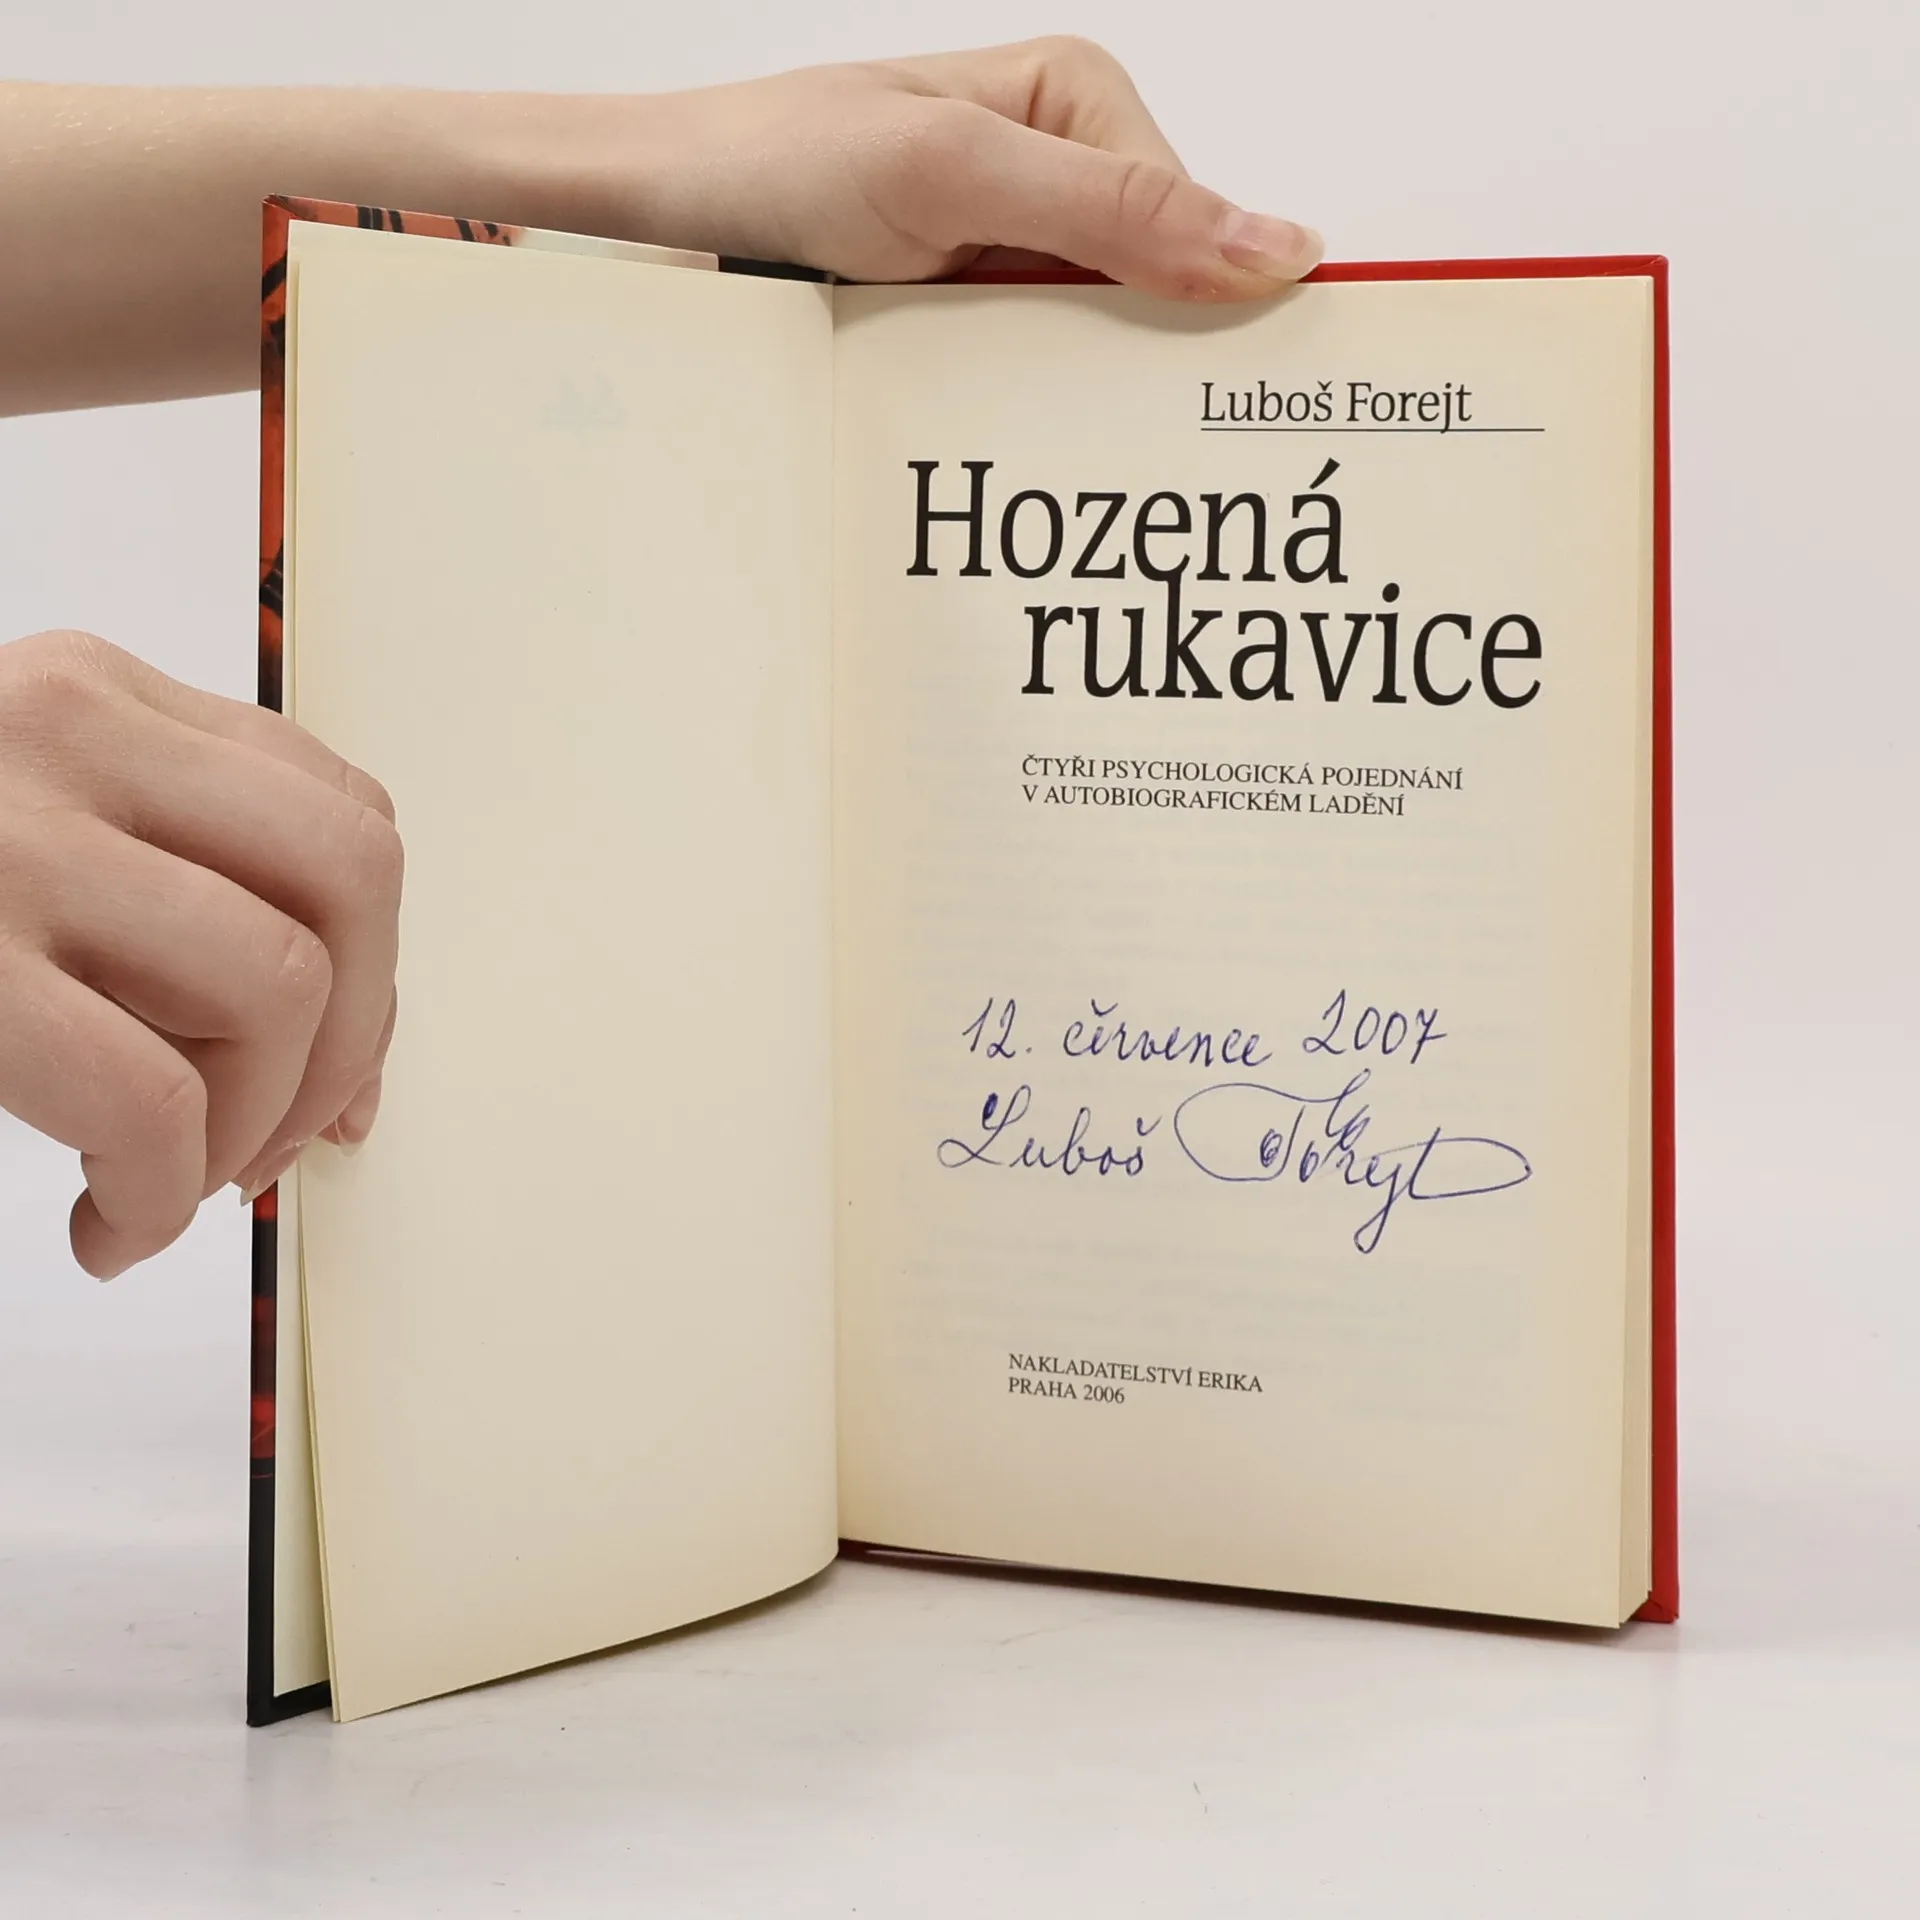 Luboš Forejt
Hozená
rukavice
ČTYŘI PSYCHOLOGICKÁ POJEDNÁNÍ
V AUTOBIOGRAFICKÉM LADĚNÍ
12. července 2007
Luboš Forejt
NAKLADATELSTVÍ ERIKA
PRAHA 2006